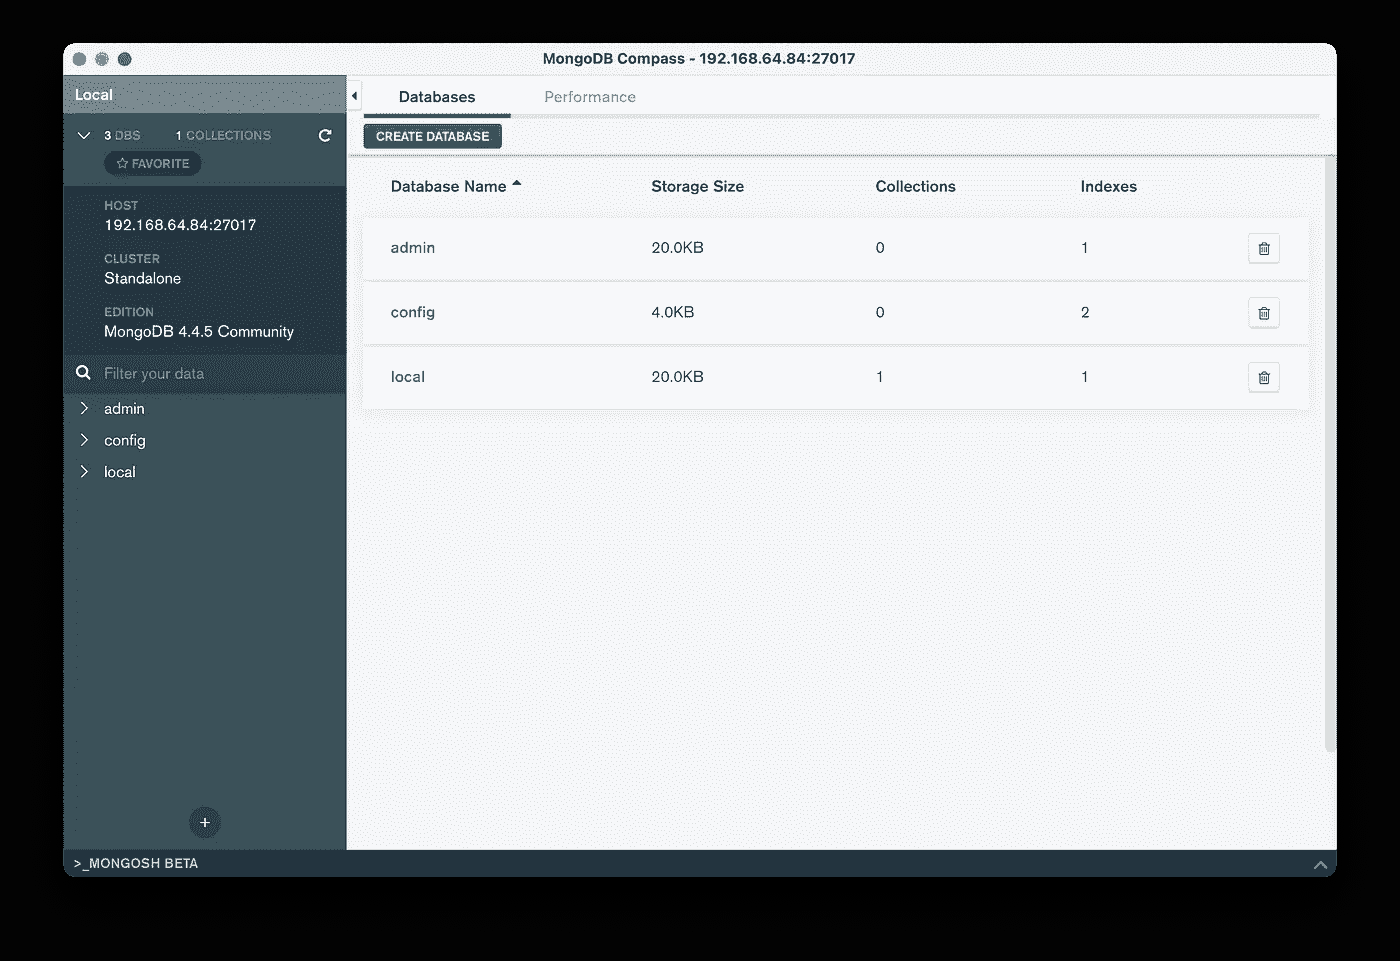 MongoDB Compass - 192.168.64.84:27017
Local
3 DBS 1 COLLECTIONS
FAVORITE
HOST
192.168.64.84:27017
CLUSTER
Standalone
EDITION
MongoDB 4.4.5 Community
Filter your data
admin
config
local
Databases Performance
CREATE DATABASE
Database Name Storage Size Collections Indexes
admin 20.0KB 0 1
config 4.0KB 0 2
local 20.0KB 1 1
>_MONGOSH BETA